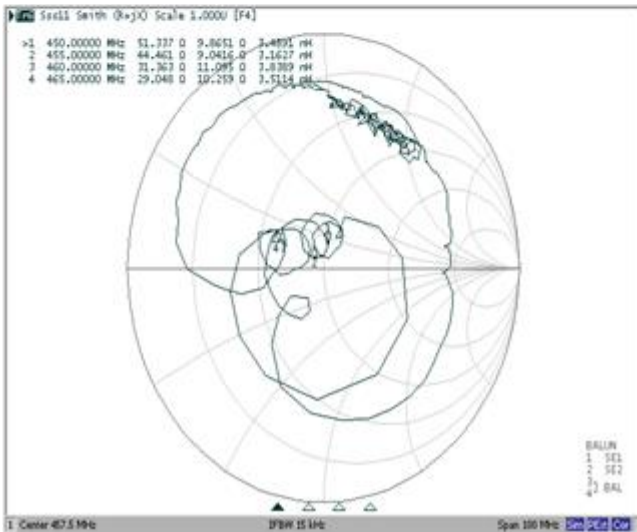 Sss11 Smith (R+jX) Scale 1.000U [F4]
>1 450.00000 MHz 51.337 Ω 9.8651 Ω 3.4891 nH
2 455.00000 MHz 44.461 Ω 9.0416 Ω 3.1627 nH
3 460.00000 MHz 31.363 Ω 11.095 Ω 3.8389 nH
4 465.00000 MHz 29.048 Ω 10.259 Ω 3.5114 nH
BALUN
1 SE1
2 SE2
3
4 BAL
1 Center 457.5 MHz IFBW 15 kHz Span 100 MHz